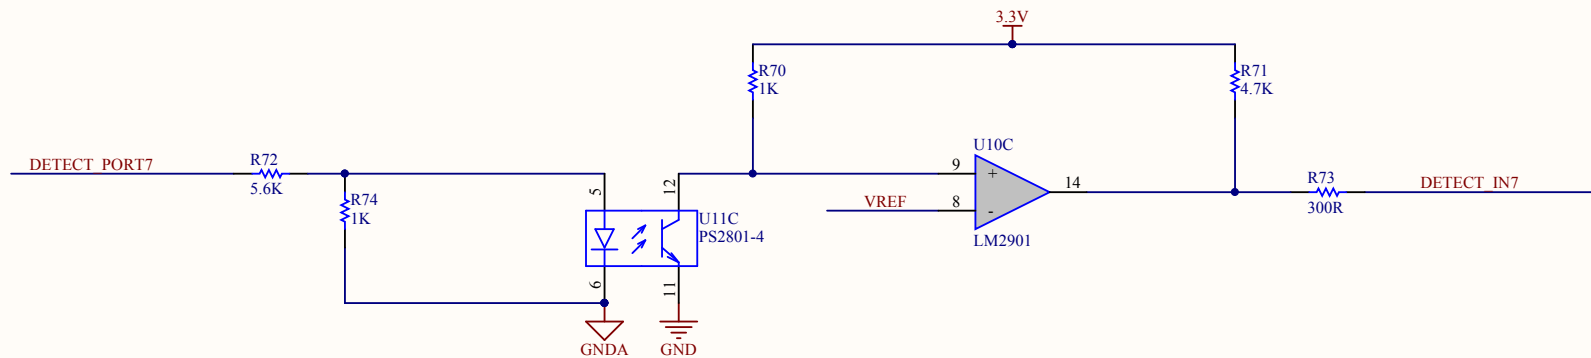 3.3V
R70
1K
R71
4.7K
DETECT_PORT7
R72
5.6K
R74
1K
5
12
U11C
PS2801-4
6
11
GNDA
GND
U10C
9
+
14
VREF
8
-
LM2901
R73
300R
DETECT_IN7